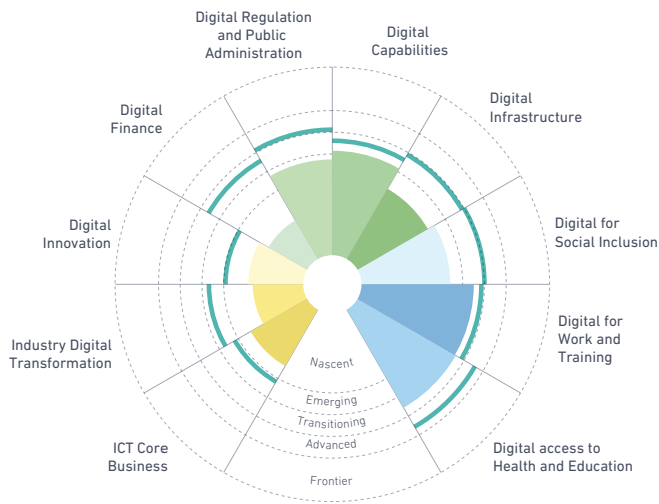 Digital Regulation
and Public
Administration
Digital
Capabilities
Digital
Infrastructure
Digital for
Social Inclusion
Digital for
Work and
Training
Digital access to
Health and Education
ICT Core
Business
Industry Digital
Transformation
Digital
Innovation
Digital
Finance
Nascent
Emerging
Transitioning
Advanced
Frontier